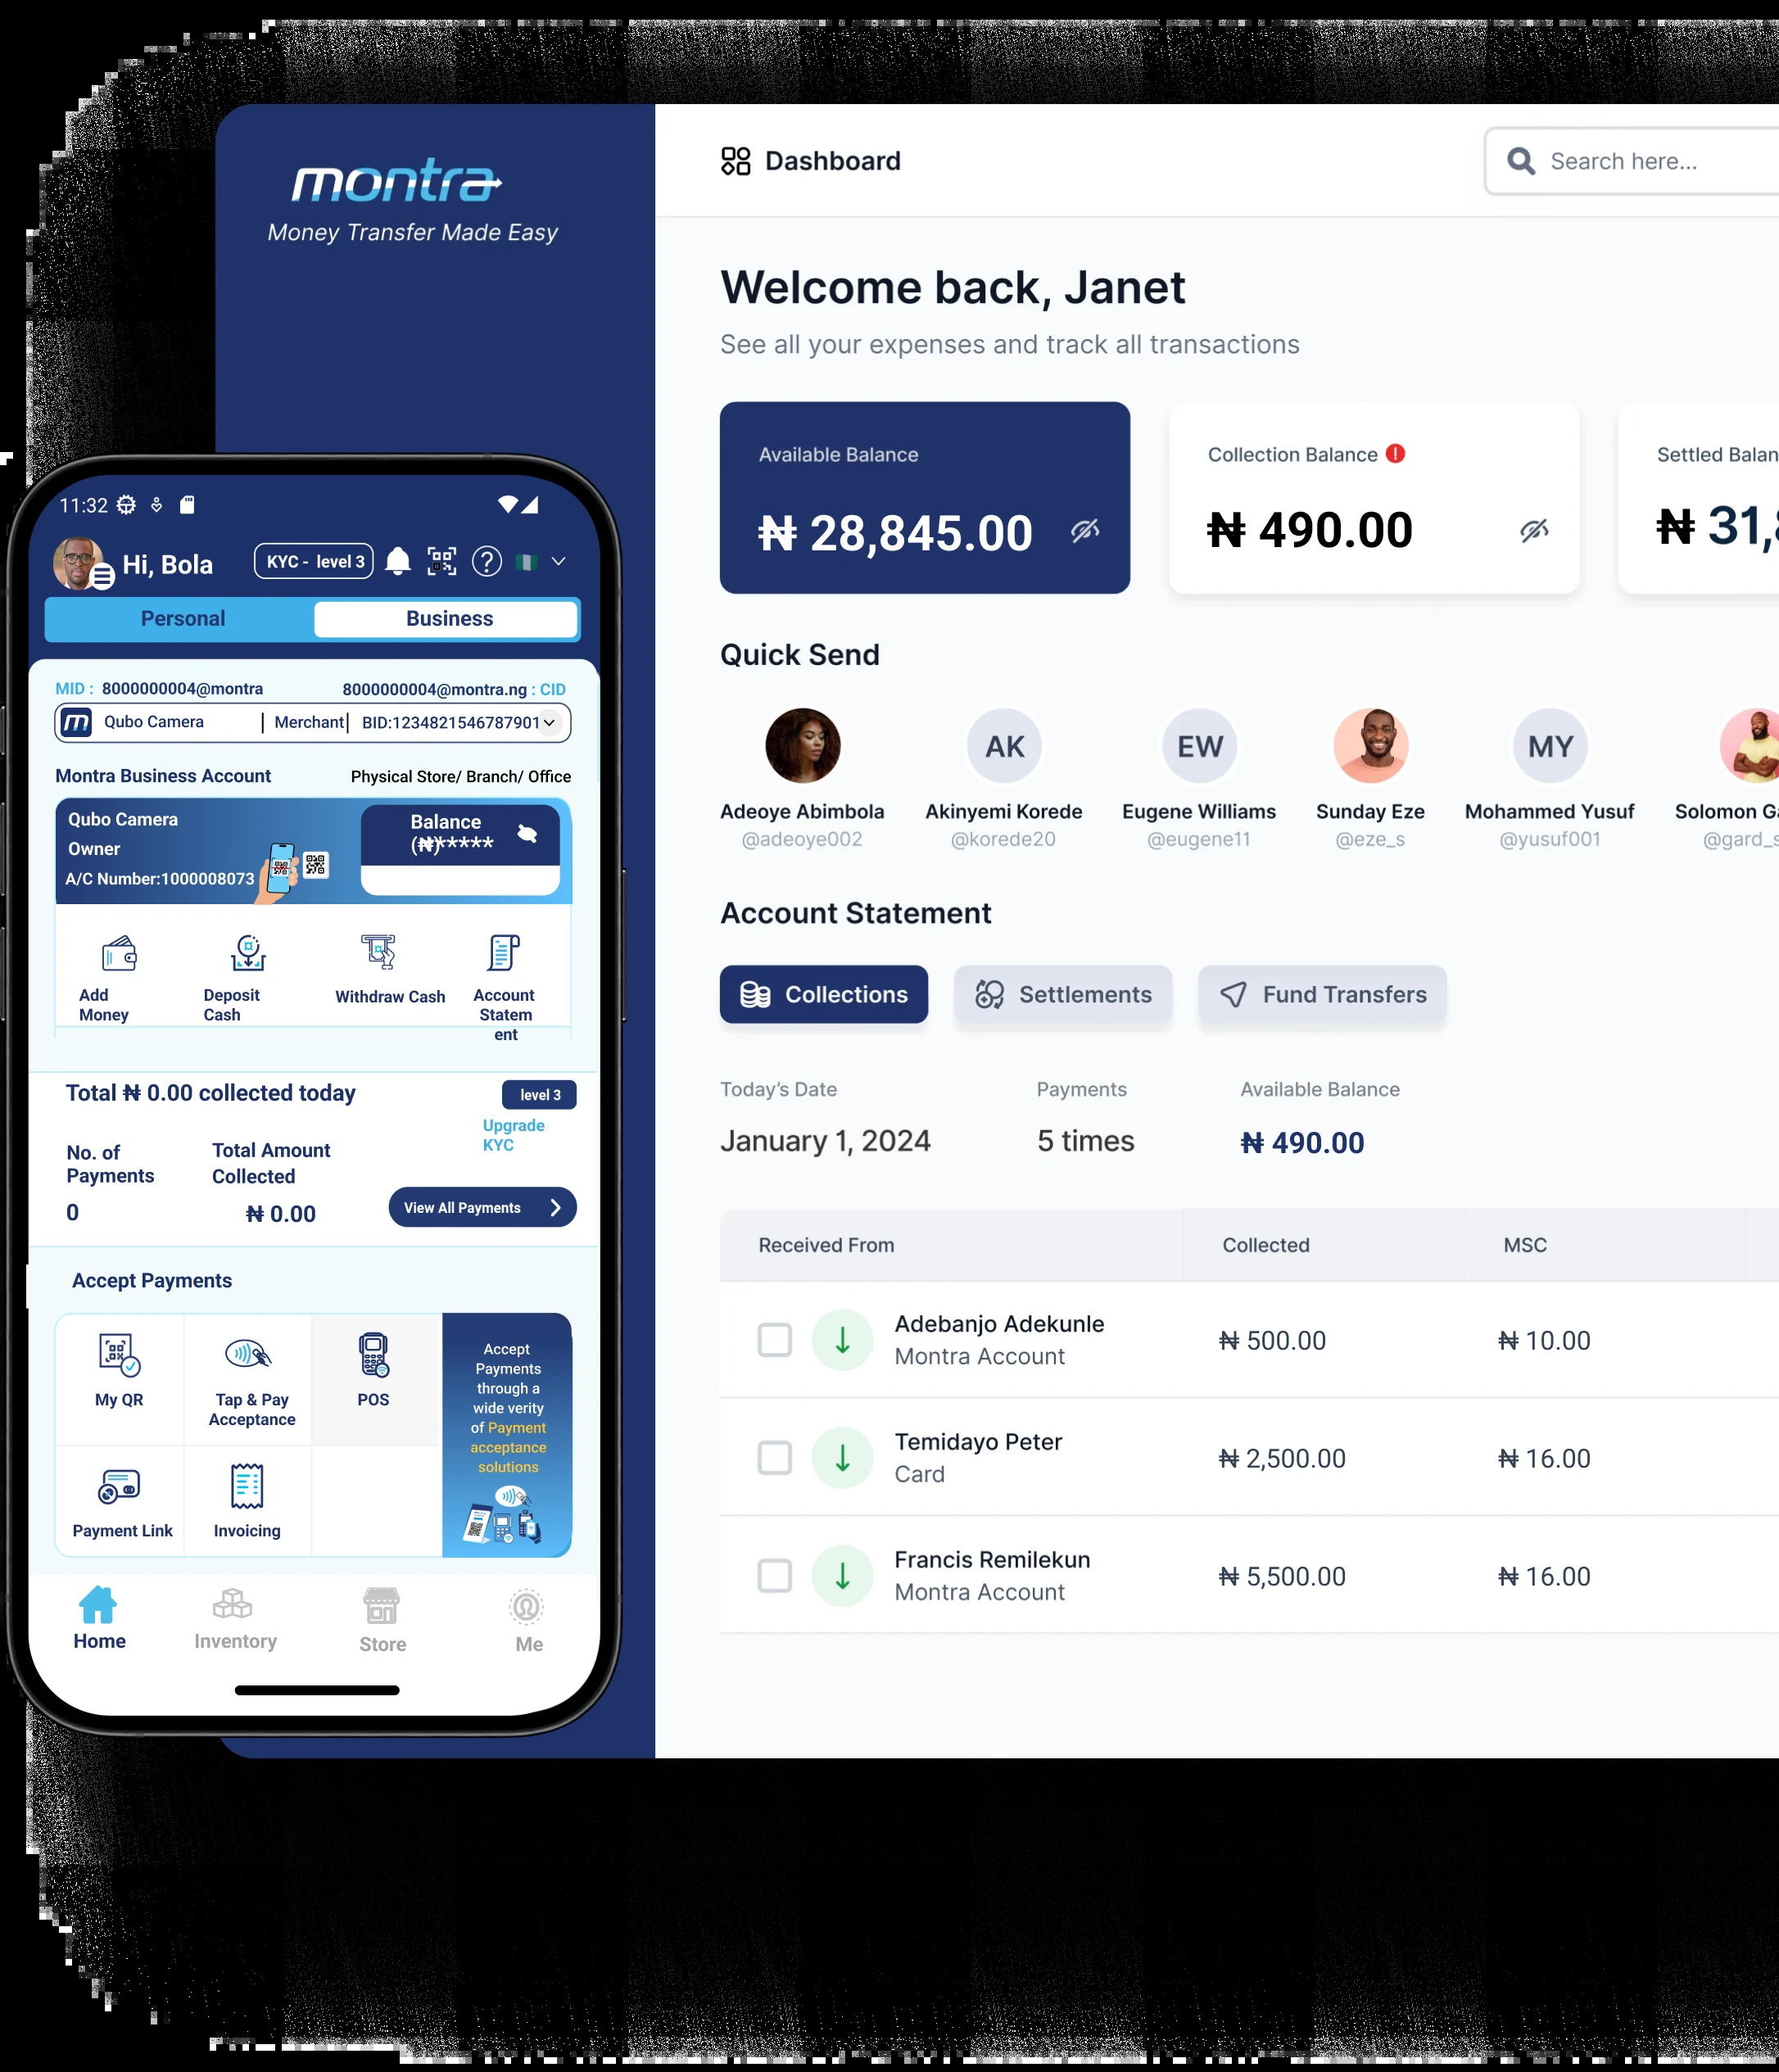 montra
Money Transfer Made Easy
Dashboard
Search here...
Welcome back, Janet
See all your expenses and track all transactions
Available Balance
₦ 28,845.00
Collection Balance
₦ 490.00
Settled Balan
₦ 31,
Quick Send
AK
EW
MY
Adeoye Abimbola
@adeoye002
Akinyemi Korede
@korede20
Eugene Williams
@eugene11
Sunday Eze
@eze_s
Mohammed Yusuf
@yusuf001
Solomon Ga
@gard_s
Account Statement
Collections
Settlements
Fund Transfers
Today's Date
January 1, 2024
Payments
5 times
Available Balance
₦ 490.00
Received From
Collected
MSC
Adebanjo Adekunle
Montra Account
₦ 500.00
₦ 10.00
Temidayo Peter
Card
₦ 2,500.00
₦ 16.00
Francis Remilekun
Montra Account
₦ 5,500.00
₦ 16.00
11:32
Hi, Bola
KYC - level 3
Personal
Business
MID : 8000000004@montra
8000000004@montra.ng : CID
m
Qubo Camera
Merchant
BID:1234821546787901
Montra Business Account
Physical Store/ Branch/ Office
Qubo Camera
Owner
A/C Number:1000008073
Balance
(₦)*****
Add
Money
Deposit
Cash
Withdraw Cash
Account
Statem
ent
Total ₦ 0.00 collected today
level 3
Upgrade
KYC
No. of
Payments
0
Total Amount
Collected
₦ 0.00
View All Payments
Accept Payments
My QR
Tap & Pay
Acceptance
POS
Payment Link
Invoicing
Accept
Payments
through a
wide verity
of Payment
acceptance
solutions
Home
Inventory
Store
Me